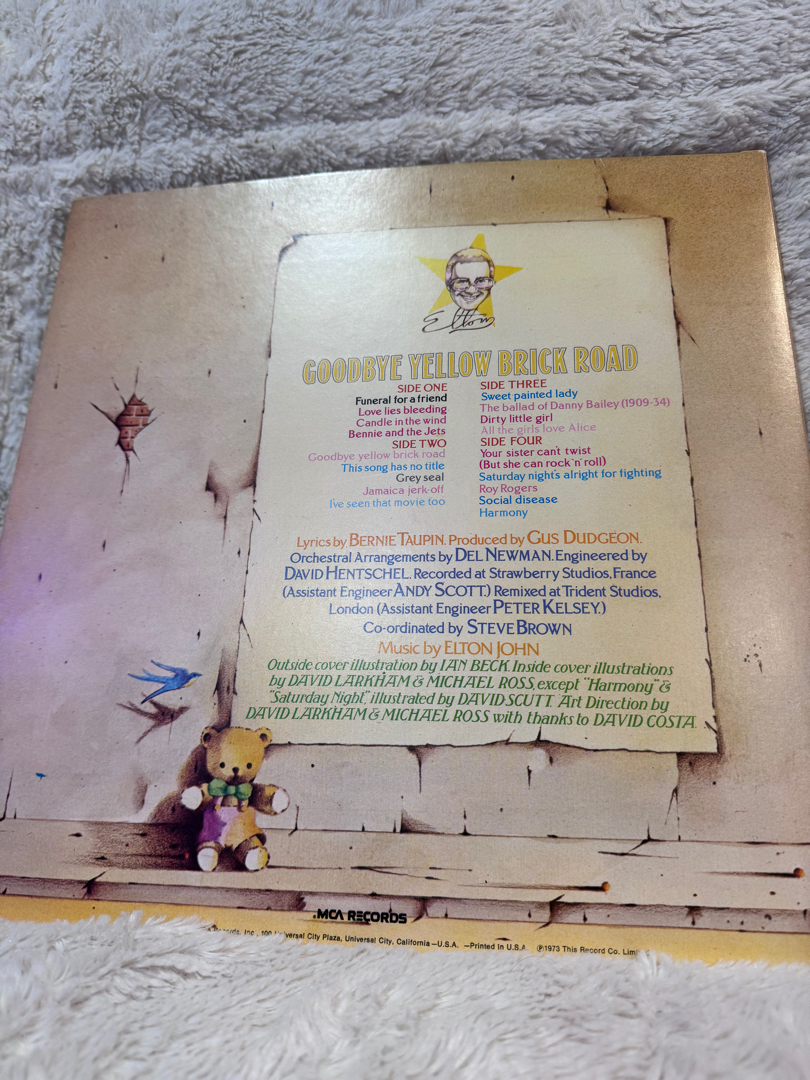 Elton
GOODBYE YELLOW BRICK ROAD
SIDE ONE
Funeral for a friend
Love lies bleeding
Candle in the wind
Bennie and the Jets
SIDE TWO
Goodbye yellow brick road
This song has no title
Grey seal
Jamaica jerk-off
I've seen that movie too
SIDE THREE
Sweet painted lady
The ballad of Danny Bailey (1909-34)
Dirty little girl
All the girls love Alice
SIDE FOUR
Your sister can't twist
(But she can rock 'n' roll)
Saturday night's alright for fighting
Roy Rogers
Social disease
Harmony
Lyrics by BERNIE TAUPIN. Produced by GUS DUDGEON.
Orchestral Arrangements by DEL NEWMAN. Engineered by
DAVID HENTSCHEL. Recorded at Strawberry Studios, France
(Assistant Engineer ANDY SCOTT.) Remixed at Trident Studios,
London (Assistant Engineer PETER KELSEY.)
Co-ordinated by STEVE BROWN
Music by ELTON JOHN
Outside cover illustration by IAN BECK. Inside cover illustrations
by DAVID LARKHAM & MICHAEL ROSS, except "Harmony" &
"Saturday Night", illustrated by DAVID SCUTT. Art Direction by
DAVID LARKHAM & MICHAEL ROSS with thanks to DAVID COSTA.
MCA RECORDS
Records, Inc., 100 Universal City Plaza, Universal City, California — U.S.A. — Printed in U.S.A. ℗1973 This Record Co.